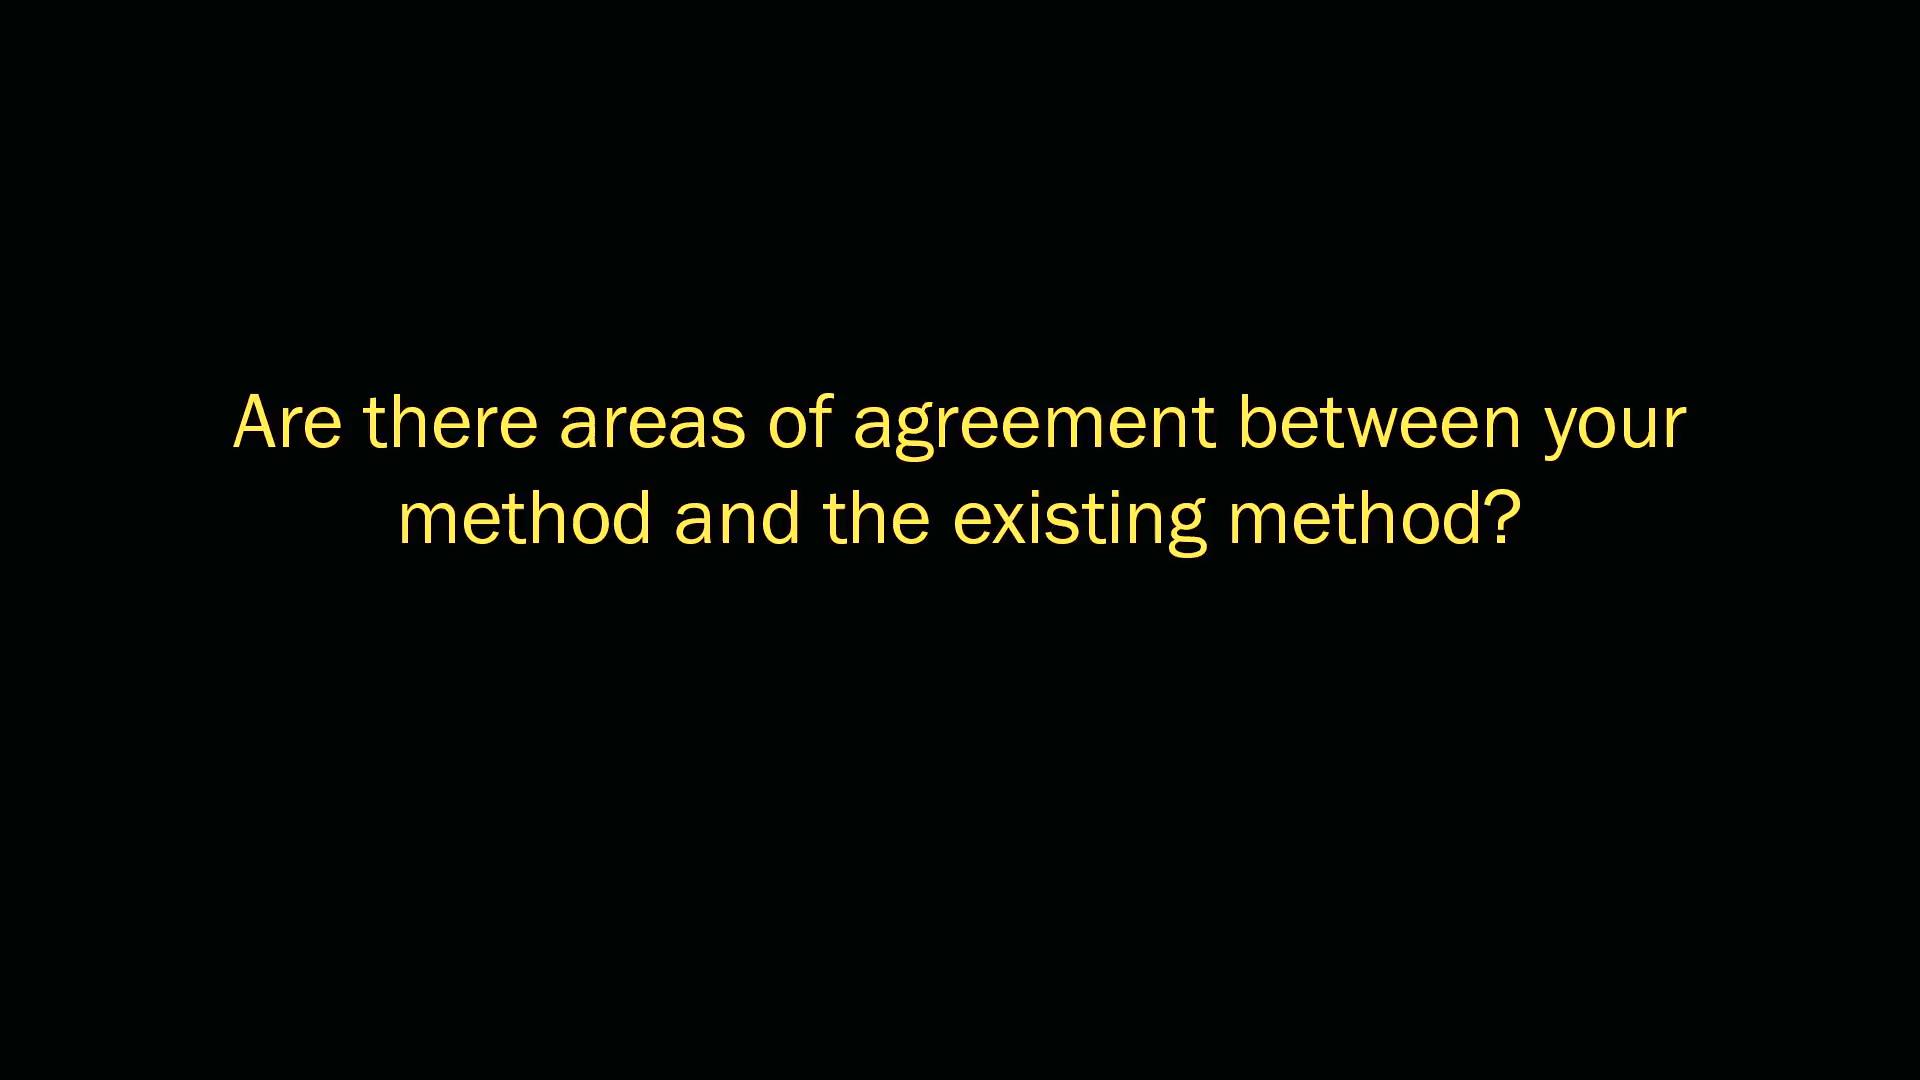 Are there areas of agreement between your
method and the existing method?